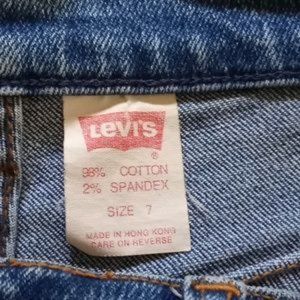 LEVI'S
®
98% COTTON
2% SPANDEX
SIZE 7
MADE IN HONG KONG
CARE ON REVERSE